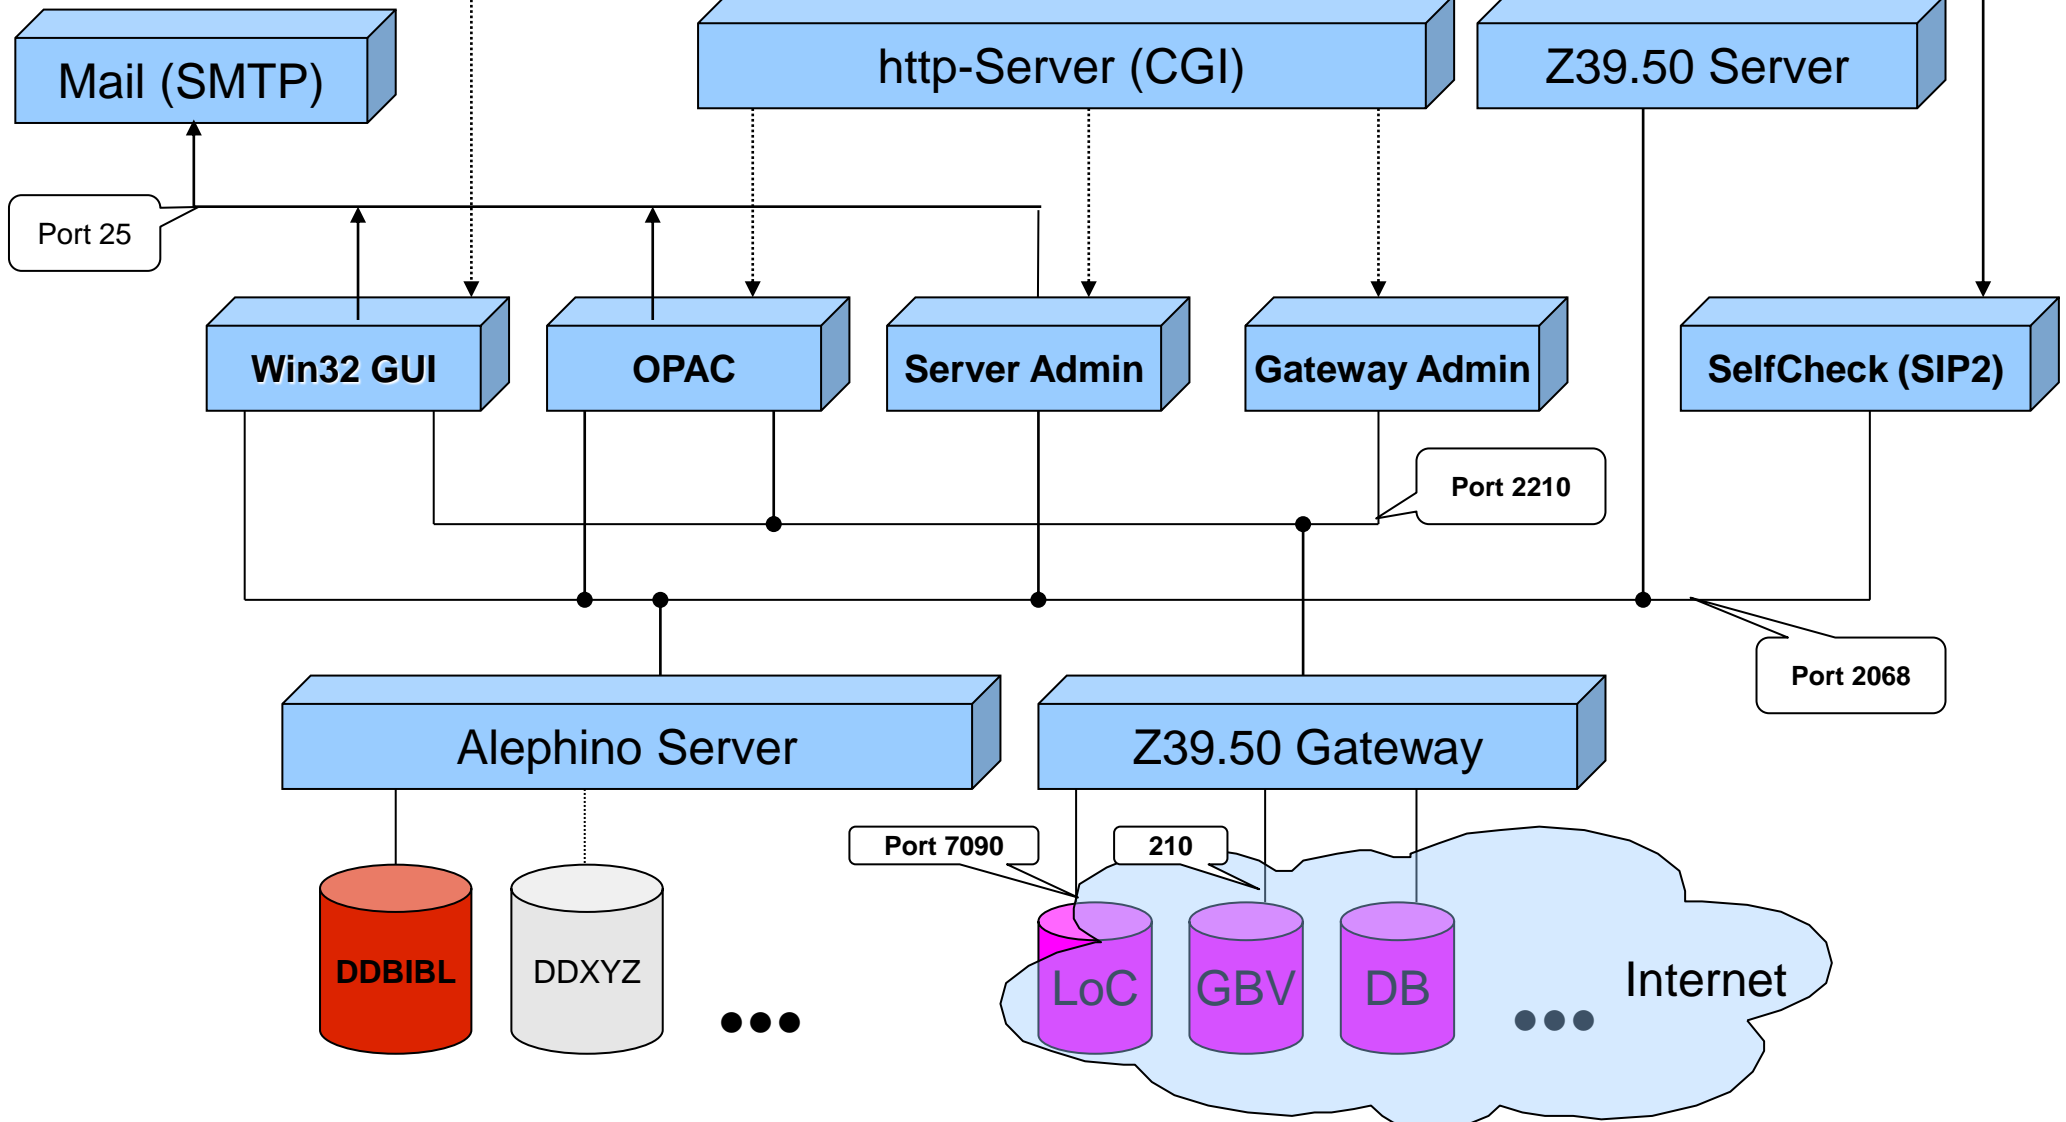 Mail (SMTP)
http-Server (CGI)
Z39.50 Server
Port 25
Win32 GUI
OPAC
Server Admin
Gateway Admin
SelfCheck (SIP2)
Port 2210
Port 2068
Alephino Server
Z39.50 Gateway
Port 7090
210
DDBIBL
DDXYZ
LoC
GBV
DB
Internet